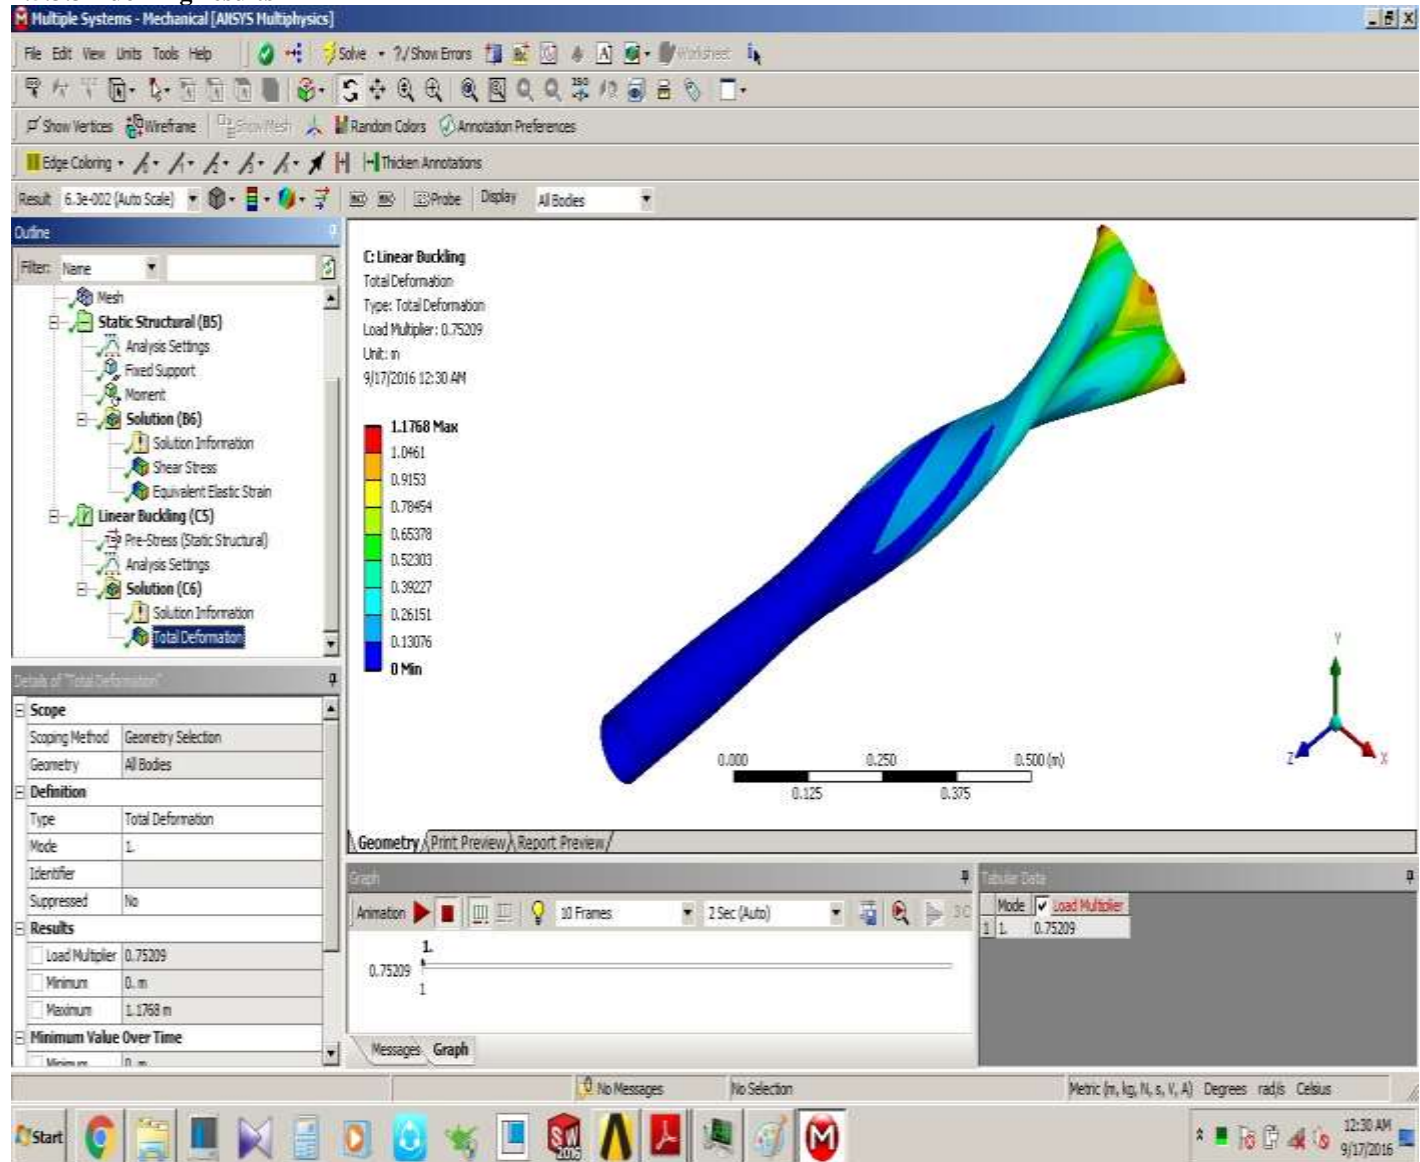 Multiple Systems - Mechanical [ANSYS Multiphysics]
File Edit View Units Tools Help Solve ?/Show Errors Worksheet
Show Vertices Wireframe Show Mesh Random Colors Annotation Preferences
Edge Coloring Thicken Annotations
Result 6.3e-002 (Auto Scale) Probe Display All Bodies
Outline
Filter: Name
Mesh
Static Structural (B5)
Analysis Settings
Fixed Support
Moment
Solution (B6)
Solution Information
Shear Stress
Equivalent Elastic Strain
Linear Buckling (C5)
Pre-Stress (Static Structural)
Analysis Settings
Solution (C6)
Solution Information
Total Deformation
Details of "Total Deformation"
Scope
Scoping Method Geometry Selection
Geometry All Bodies
Definition
Type Total Deformation
Mode 1.
Identifier
Suppressed No
Results
Load Multiplier 0.75209
Minimum 0. m
Maximum 1.1768 m
Minimum Value Over Time
Minimum 0. m
C: Linear Buckling
Total Deformation
Type: Total Deformation
Load Multiplier: 0.75209
Unit: m
9/17/2016 12:30 AM
1.1768 Max
1.0461
0.9153
0.78454
0.65378
0.52303
0.39227
0.26151
0.13076
0 Min
0.000 0.250 0.500 (m)
0.125 0.375
Y
Z X
Geometry Print Preview Report Preview
Graph
Animation 10 Frames 2 Sec (Auto) 3D
1.
0.75209
1
Messages Graph
Tabular Data
Mode Load Multiplier
1 1. 0.75209
No Messages No Selection Metric (m, kg, N, s, V, A) Degrees rad/s Celsius
Start SW 2016 12:30 AM
9/17/2016